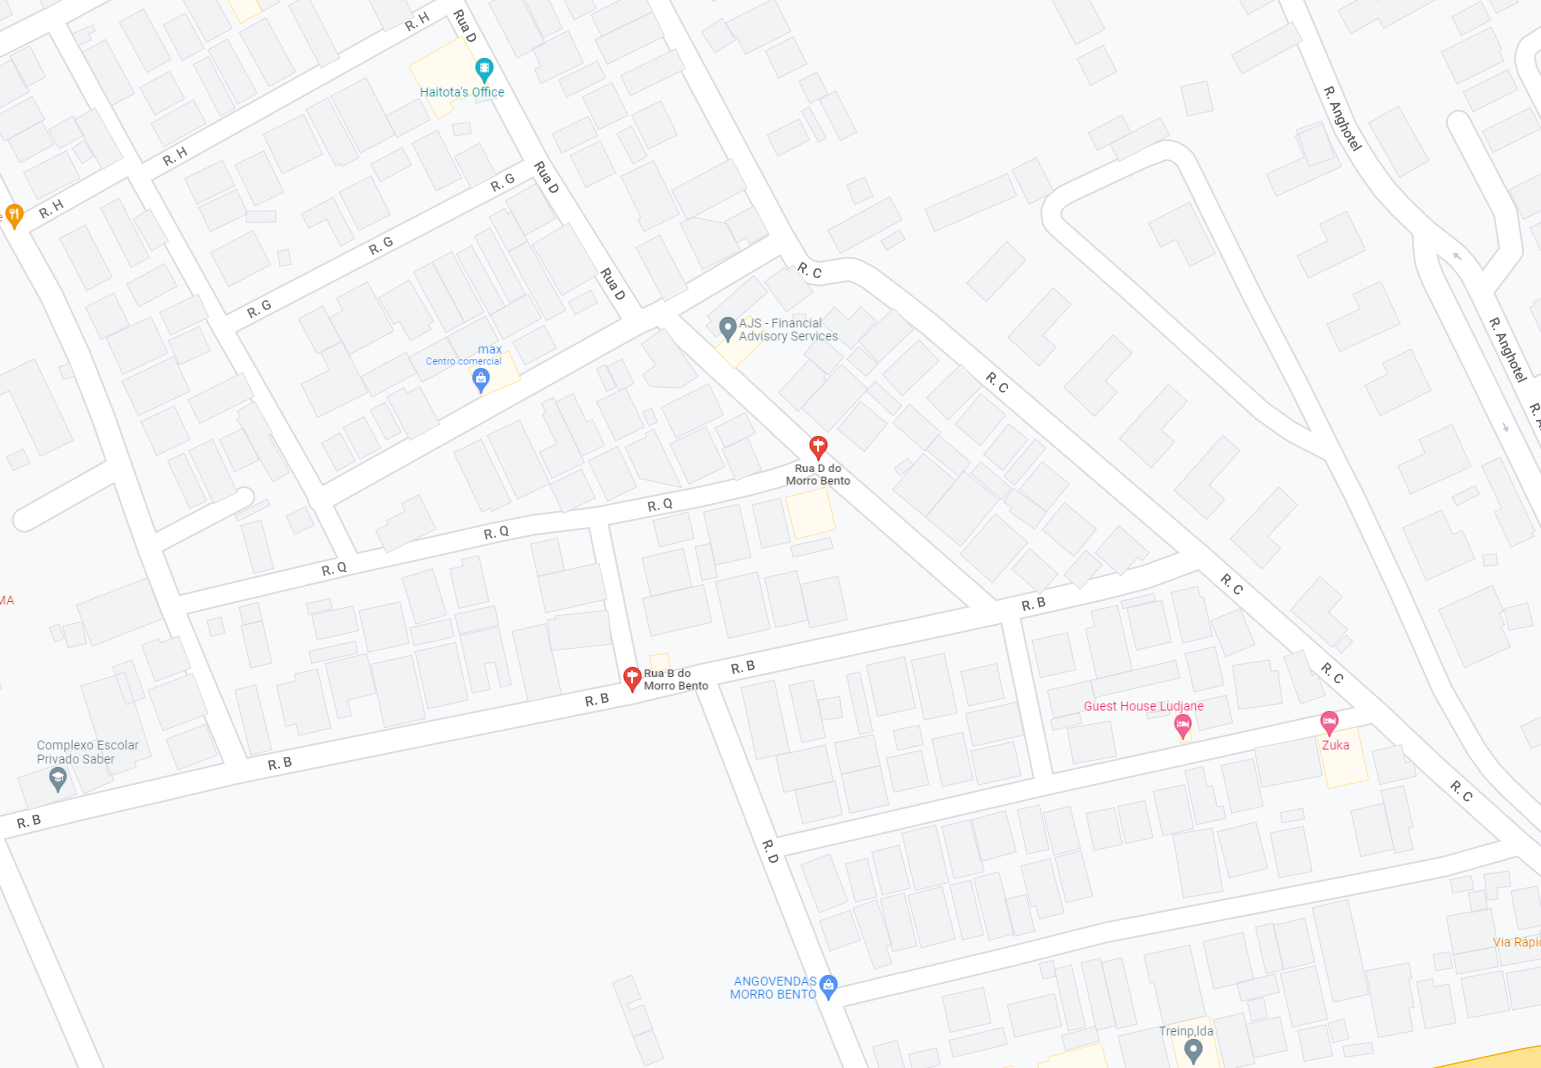 R. H
Rua D
Haitota's Office
R. Anghotel
R. H
Rua D
R. G
R. H
e
R. G
R. C
Rua D
R. G
AJS - Financial
Advisory Services
max
Centro comercial
R. Anghotel
R. C
R. A
Rua D do
Morro Bento
R. Q
R. Q
R. Q
R. C
MA
R. B
R. B
Rua B do
Morro Bento
R. C
R. B
Guest House Ludjane
Zuka
Complexo Escolar
Privado Saber
R. B
R. C
R. B
R. D
Via Rápi
ANGOVENDAS
MORRO BENTO
Treinp,lda